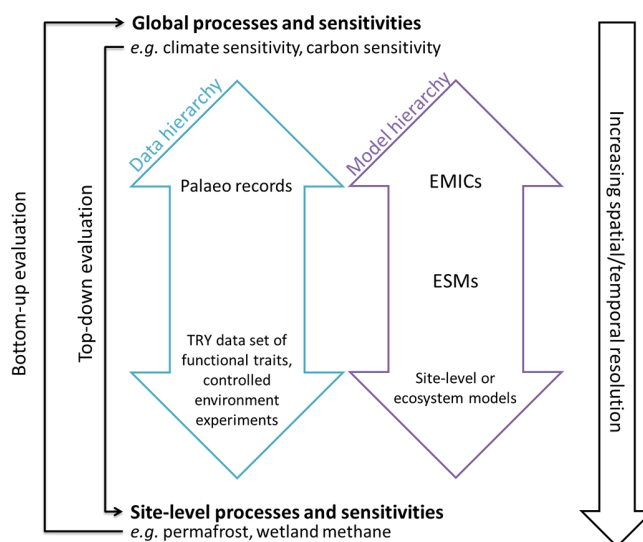 Global processes and sensitivities
e.g. climate sensitivity, carbon sensitivity
Bottom-up evaluation
Top-down evaluation
Data hierarchy
Palaeo records
TRY data set of
functional traits,
controlled
environment
experiments
Model hierarchy
EMICs
ESMs
Site-level or
ecosystem models
Increasing spatial/temporal resolution
Site-level processes and sensitivities
e.g. permafrost, wetland methane